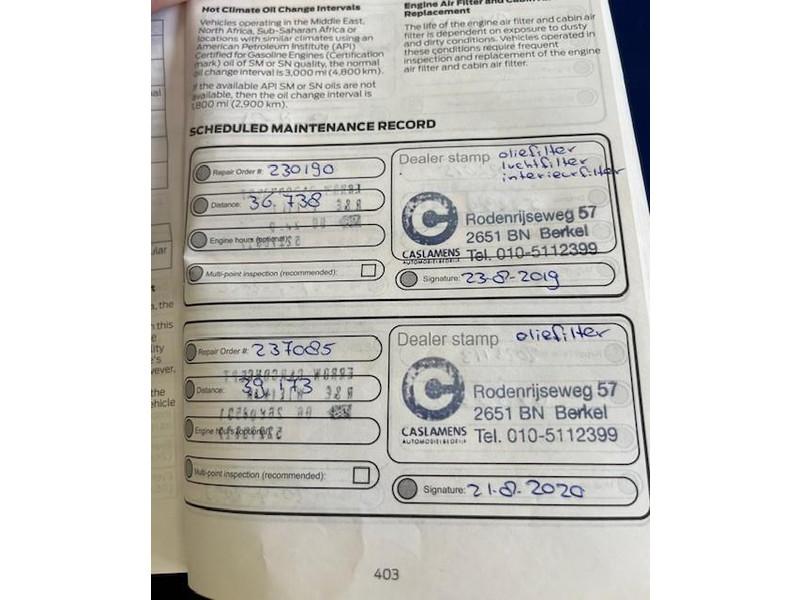 Hot Climate Oil Change Intervals
Vehicles operating in the Middle East,
North Africa, Sub-Saharan Africa or
locations with similar climates using an
American Petroleum Institute (API)
Certified for Gasoline Engines (Certification
mark) oil of SM or SN quality, the normal
oil change interval is 3,000 mi (4,800 km).
If the available API SM or SN oils are not
available, then the oil change interval is
1,800 mi (2,900 km).
Engine Air Filter and Cabin Air
Replacement
The life of the engine air filter and cabin air
filter is dependent on exposure to dusty
and dirty conditions. Vehicles operated in
these conditions require frequent
inspection and replacement of the engine
air filter and cabin air filter.
SCHEDULED MAINTENANCE RECORD
Repair Order #: 230190
Distance: 36.738
Engine hours (optional):
Multi-point inspection (recommended):
Dealer stamp oliefilter
luchtfilter
interieurfilter
CASLAMENS
AUTOMOBIELBEDRIJF
Rodenrijseweg 57
2651 BN Berkel
Tel. 010-5112399
Signature: 23-8-2019
Repair Order #: 237085
Distance: 39.173
Engine hours (optional):
Multi-point inspection (recommended):
Dealer stamp oliefilter
CASLAMENS
AUTOMOBIELBEDRIJF
Rodenrijseweg 57
2651 BN Berkel
Tel. 010-5112399
Signature: 21-8-2020
403